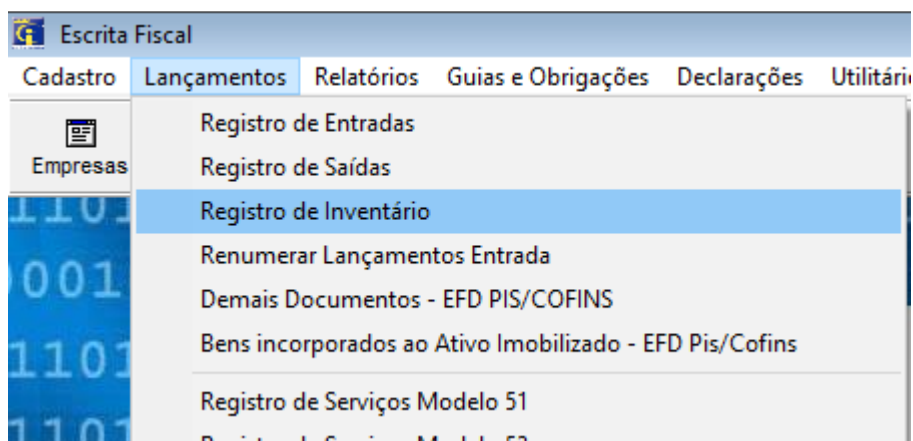 Escrita Fiscal
Cadastro Lançamentos Relatórios Guias e Obrigações Declarações
Empresas
Registro de Entradas
Registro de Saídas
Registro de Inventário
Renumerar Lançamentos Entrada
Demais Documentos - EFD PIS/COFINS
Bens incorporados ao Ativo Imobilizado - EFD Pis/Cofins
Registro de Serviços Modelo 51